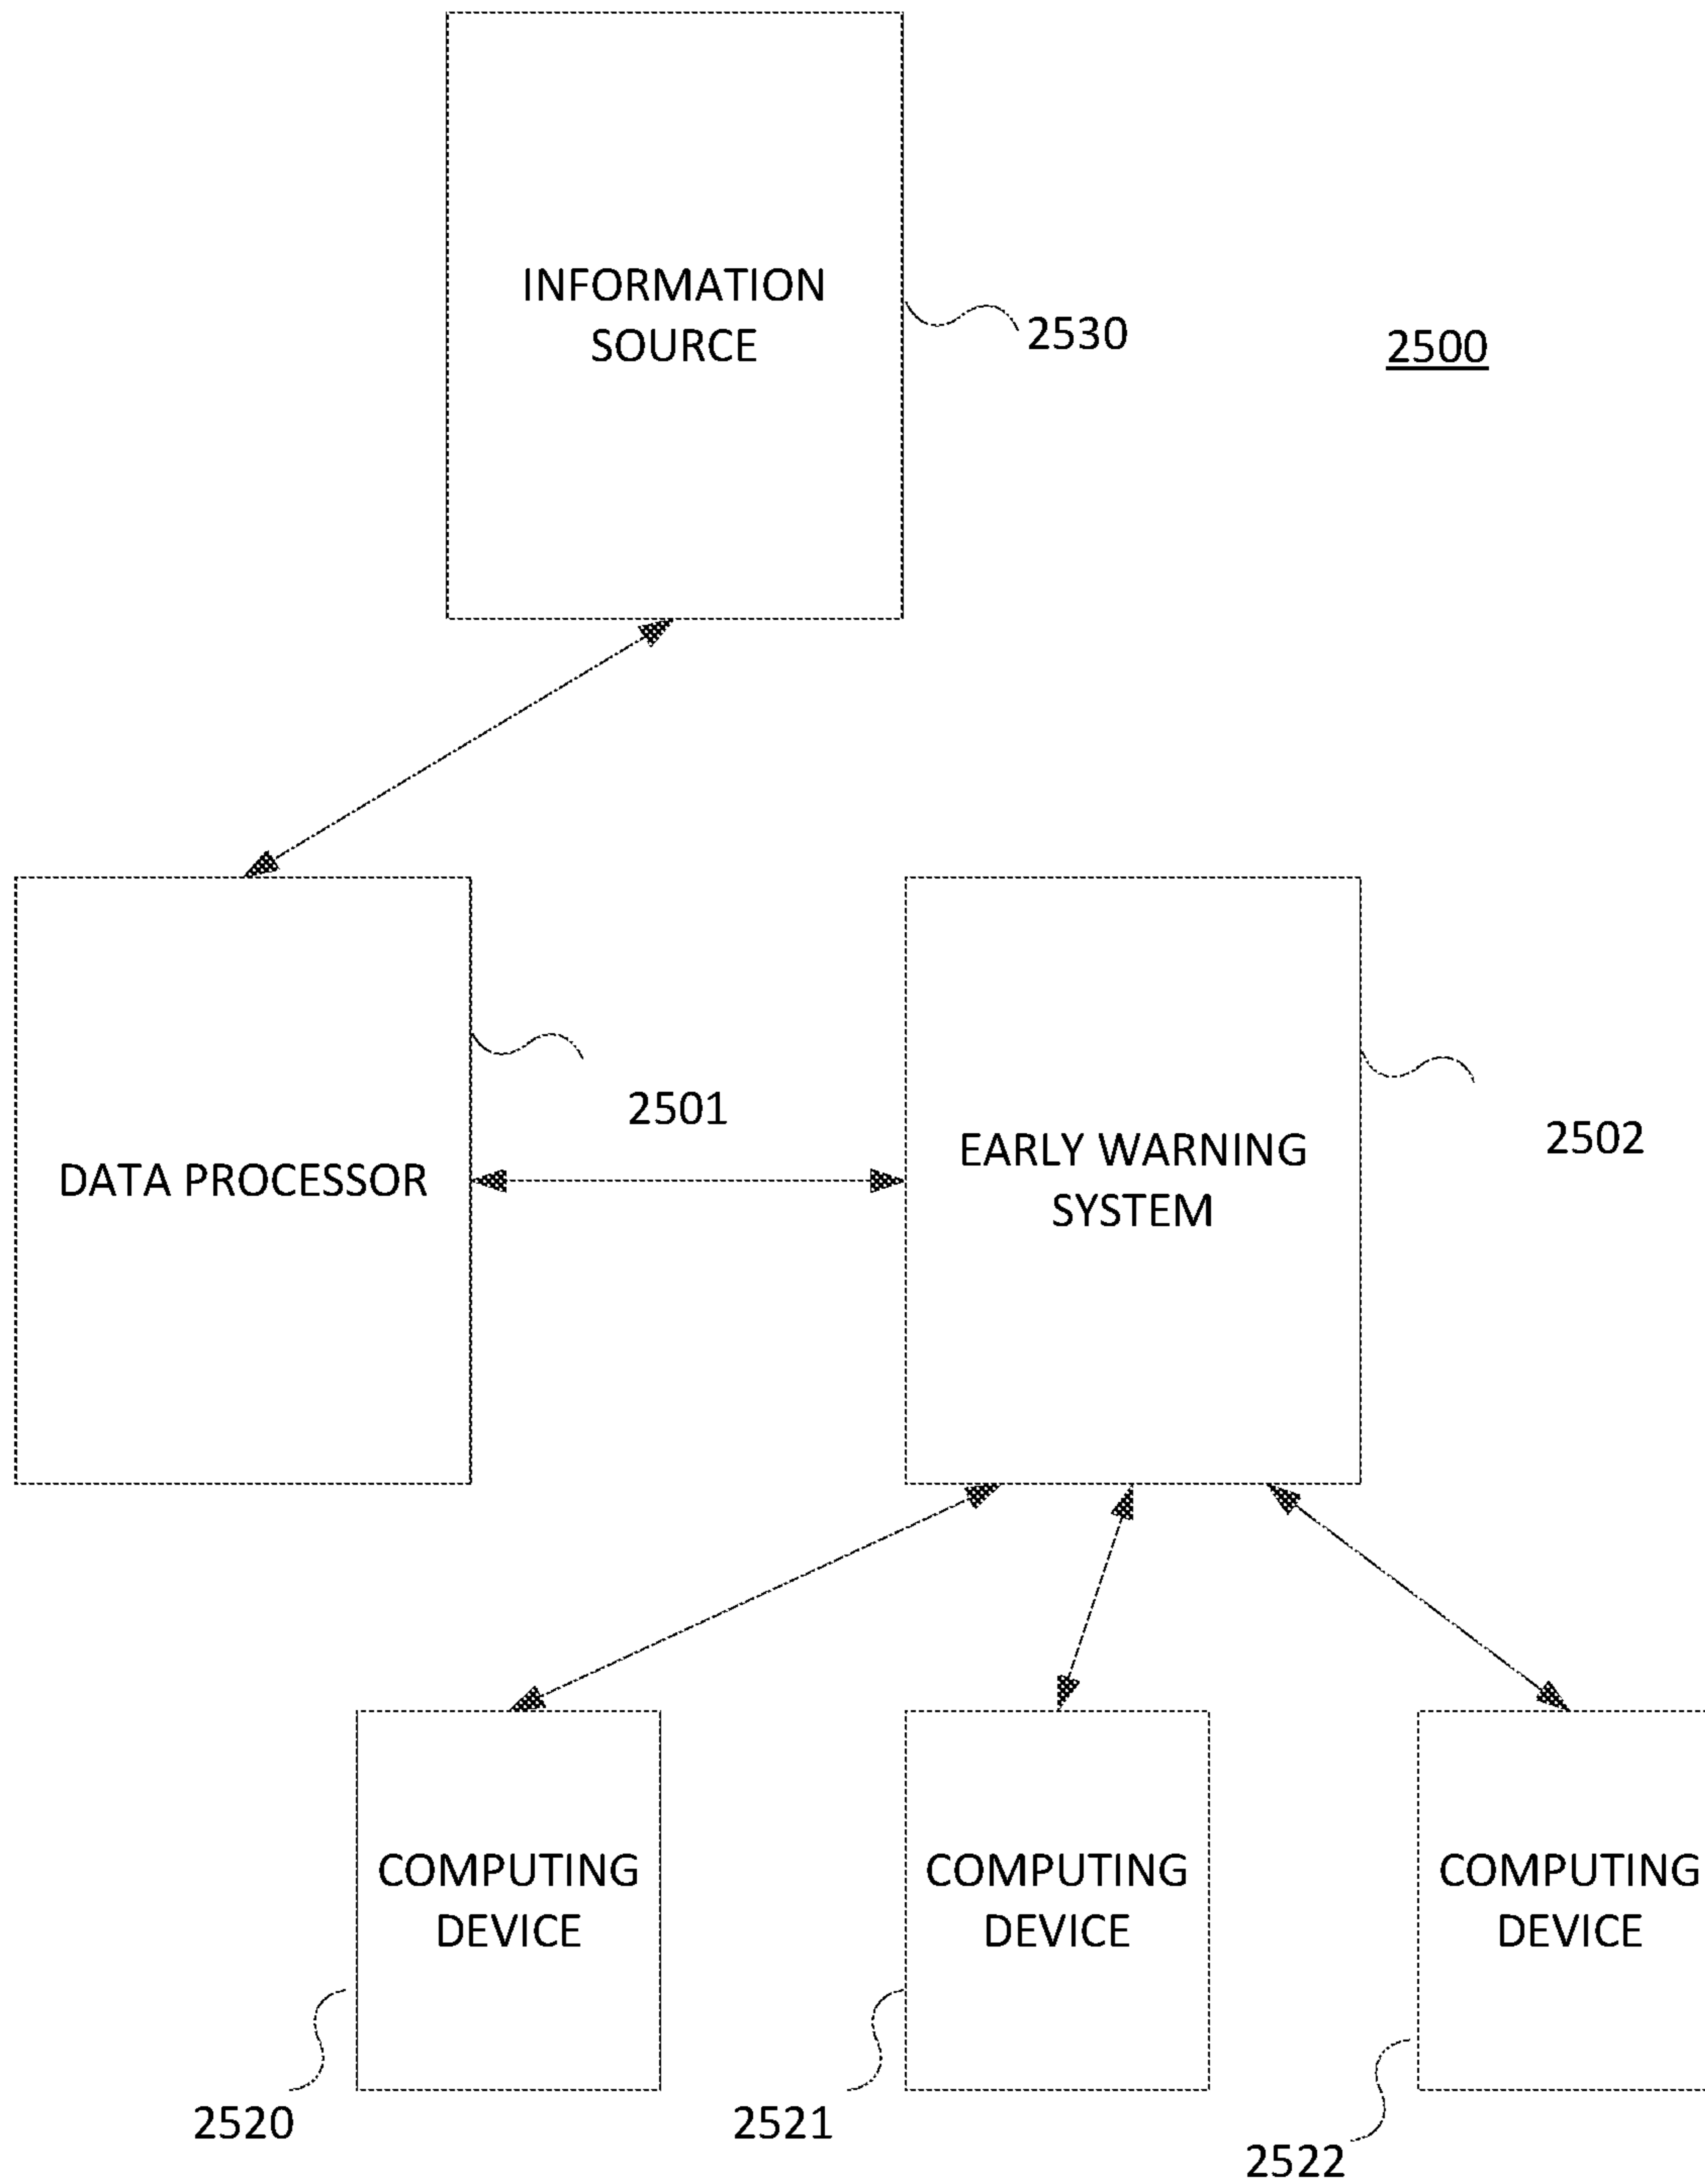 INFORMATION
SOURCE
2530
2500
2501
DATA PROCESSOR
EARLY WARNING
SYSTEM
2502
COMPUTING
DEVICE
COMPUTING
DEVICE
COMPUTING
DEVICE
2520
2521
2522